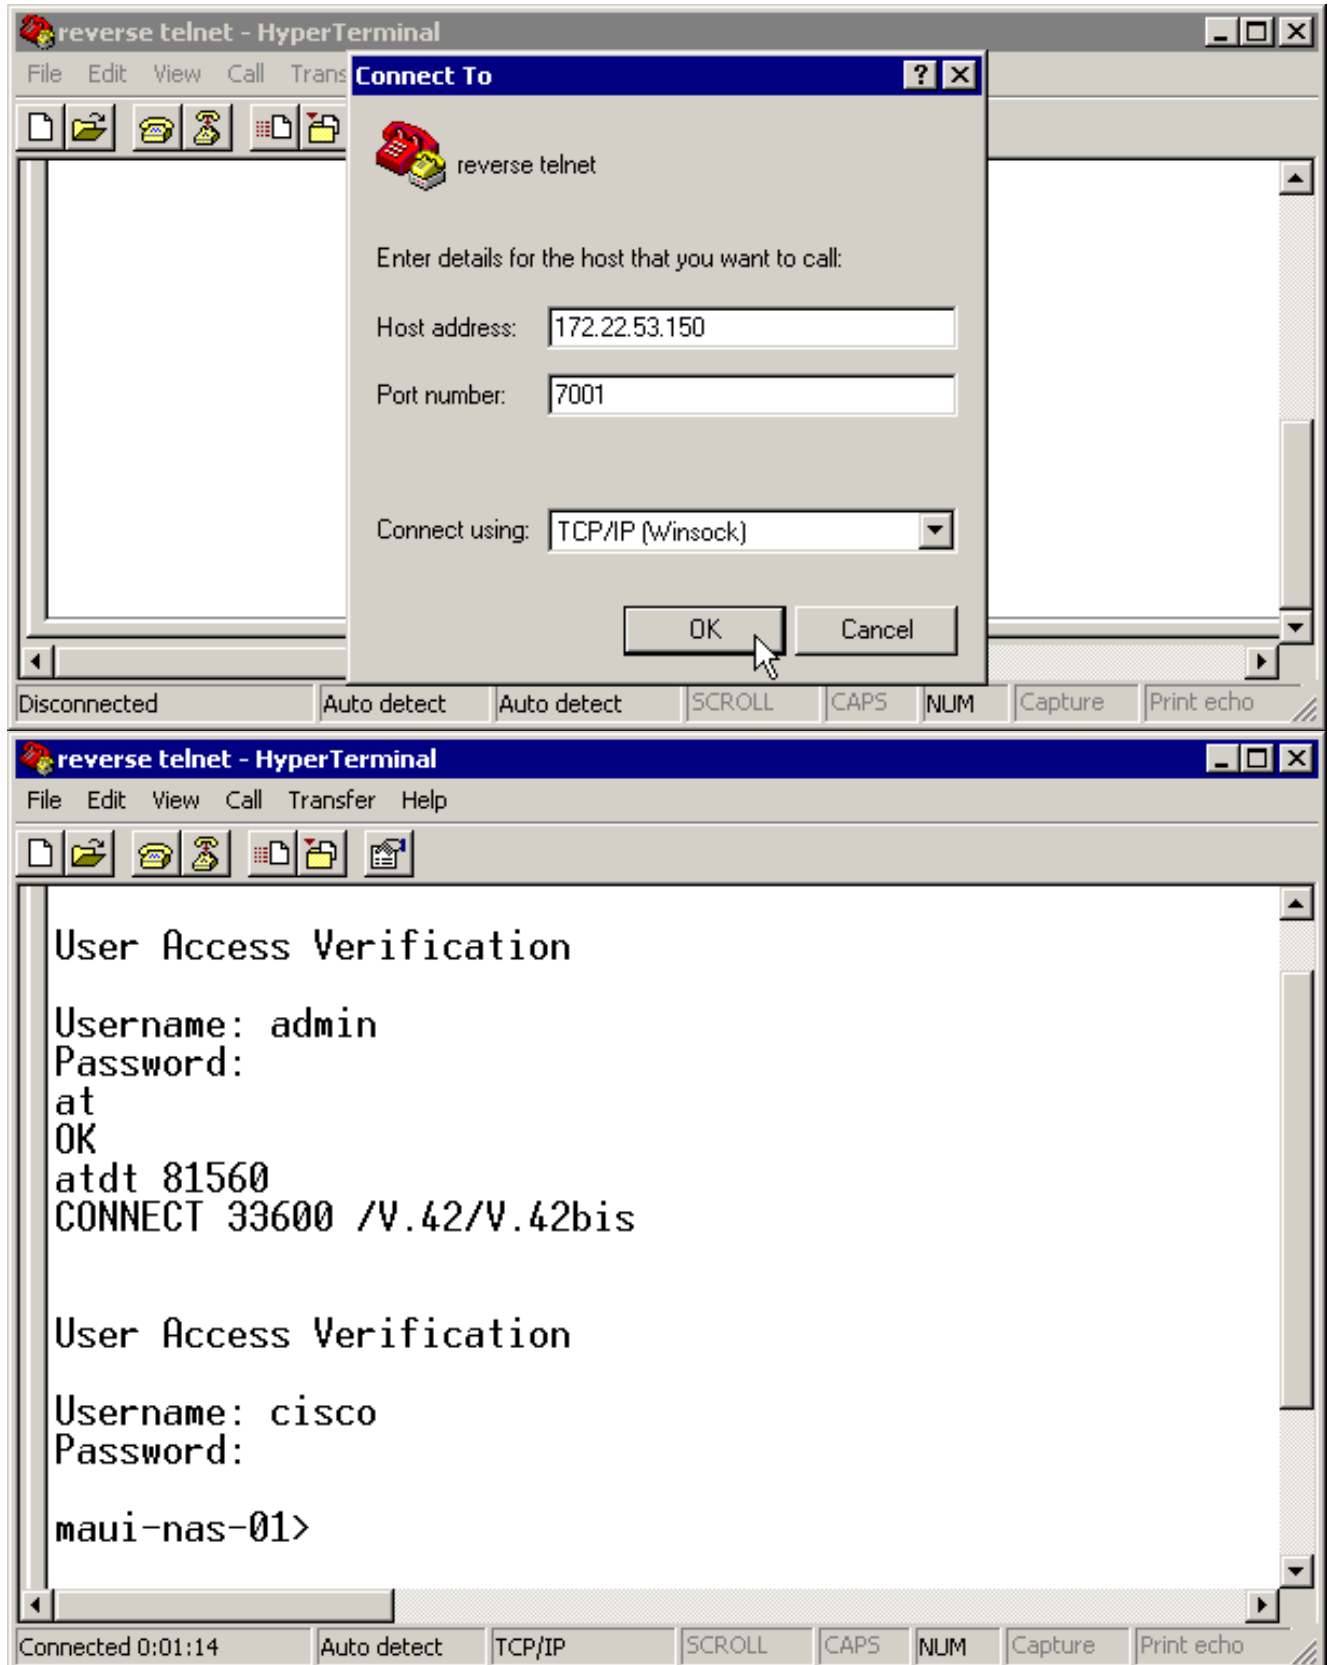 reverse telnet - HyperTerminal
File Edit View Call Trans
Connect To
reverse telnet
Enter details for the host that you want to call:
Host address: 172.22.53.150
Port number: 7001
Connect using: TCP/IP (Winsock)
OK Cancel
Disconnected Auto detect Auto detect SCROLL CAPS NUM Capture Print echo
reverse telnet - HyperTerminal
File Edit View Call Transfer Help
User Access Verification
Username: admin
Password:
at
OK
atdt 81560
CONNECT 33600 /V.42/V.42bis
User Access Verification
Username: cisco
Password:
maui-nas-01>
Connected 0:01:14 Auto detect TCP/IP SCROLL CAPS NUM Capture Print echo